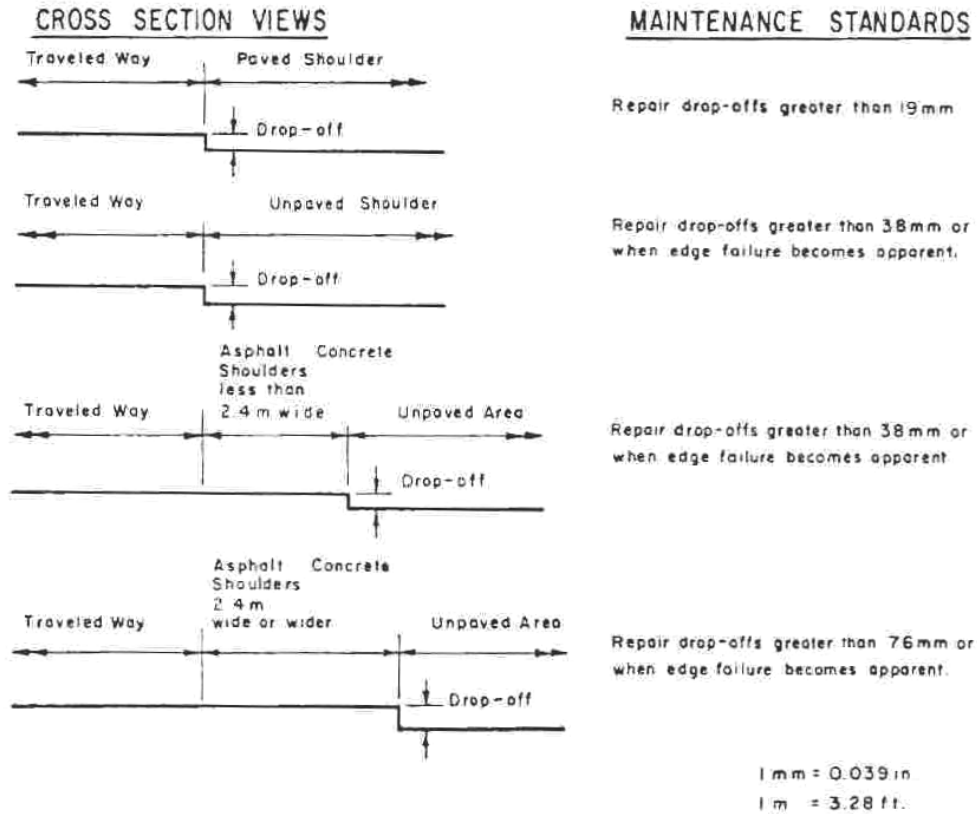 CROSS SECTION VIEWS
MAINTENANCE STANDARDS
Traveled Way Paved Shoulder
Repair drop-offs greater than 19mm
Drop-off
Traveled Way Unpaved Shoulder
Repair drop-offs greater than 38mm or
when edge failure becomes apparent.
Drop-off
Asphalt Concrete
Shoulders
less than
2.4 m wide
Traveled Way Unpaved Area
Repair drop-offs greater than 38mm or
when edge failure becomes apparent
Drop-off
Asphalt Concrete
Shoulders
2.4 m
wide or wider
Traveled Way Unpaved Area
Repair drop-offs greater than 76mm or
when edge failure becomes apparent.
Drop-off
1 mm = 0.039 in
1 m = 3.28 ft.